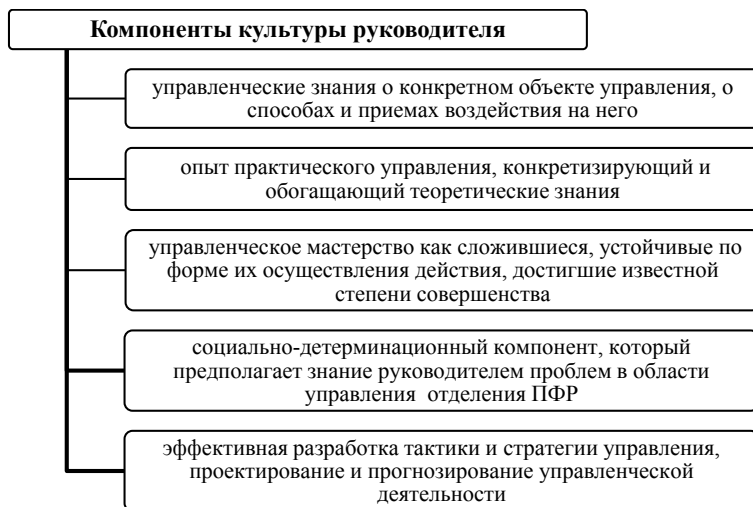 Компоненты культуры руководителя
управленческие знания о конкретном объекте управления, о
способах и приемах воздействия на него
опыт практического управления, конкретизирующий и
обогащающий теоретические знания
управленческое мастерство как сложившиеся, устойчивые по
форме их осуществления действия, достигшие известной
степени совершенства
социально-детерминационный компонент, который
предполагает знание руководителем проблем в области
управления отделения ПФР
эффективная разработка тактики и стратегии управления,
проектирование и прогнозирование управленческой
деятельности